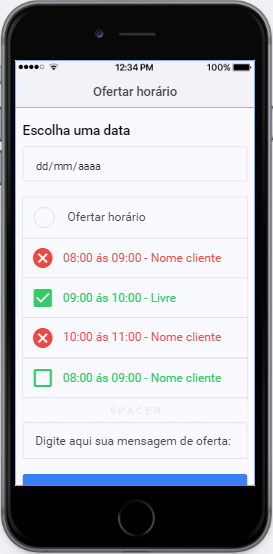 12:34 PM
100%
Ofertar horário
Escolha uma data
dd/mm/aaaa
Ofertar horário
08:00 ás 09:00 - Nome cliente
09:00 ás 10:00 - Livre
10:00 ás 11:00 - Nome cliente
08:00 ás 09:00 - Nome cliente
SPACER
Digite aqui sua mensagem de oferta: